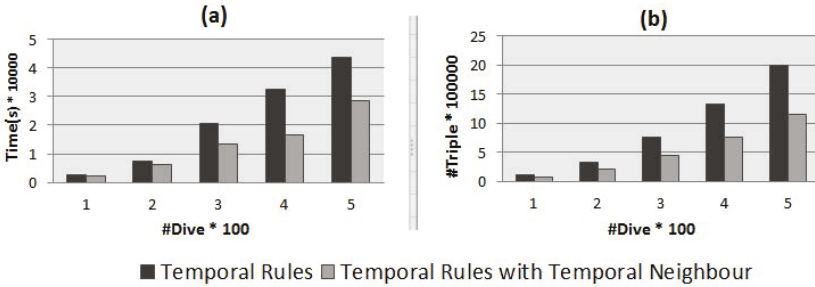 (a)
Time(s) * 10000
5
4
3
2
1
0
1 2 3 4 5
#Dive * 100
(b)
#Triple * 100000
25
20
15
10
5
0
1 2 3 4 5
#Dive * 100
Temporal Rules Temporal Rules with Temporal Neighbour